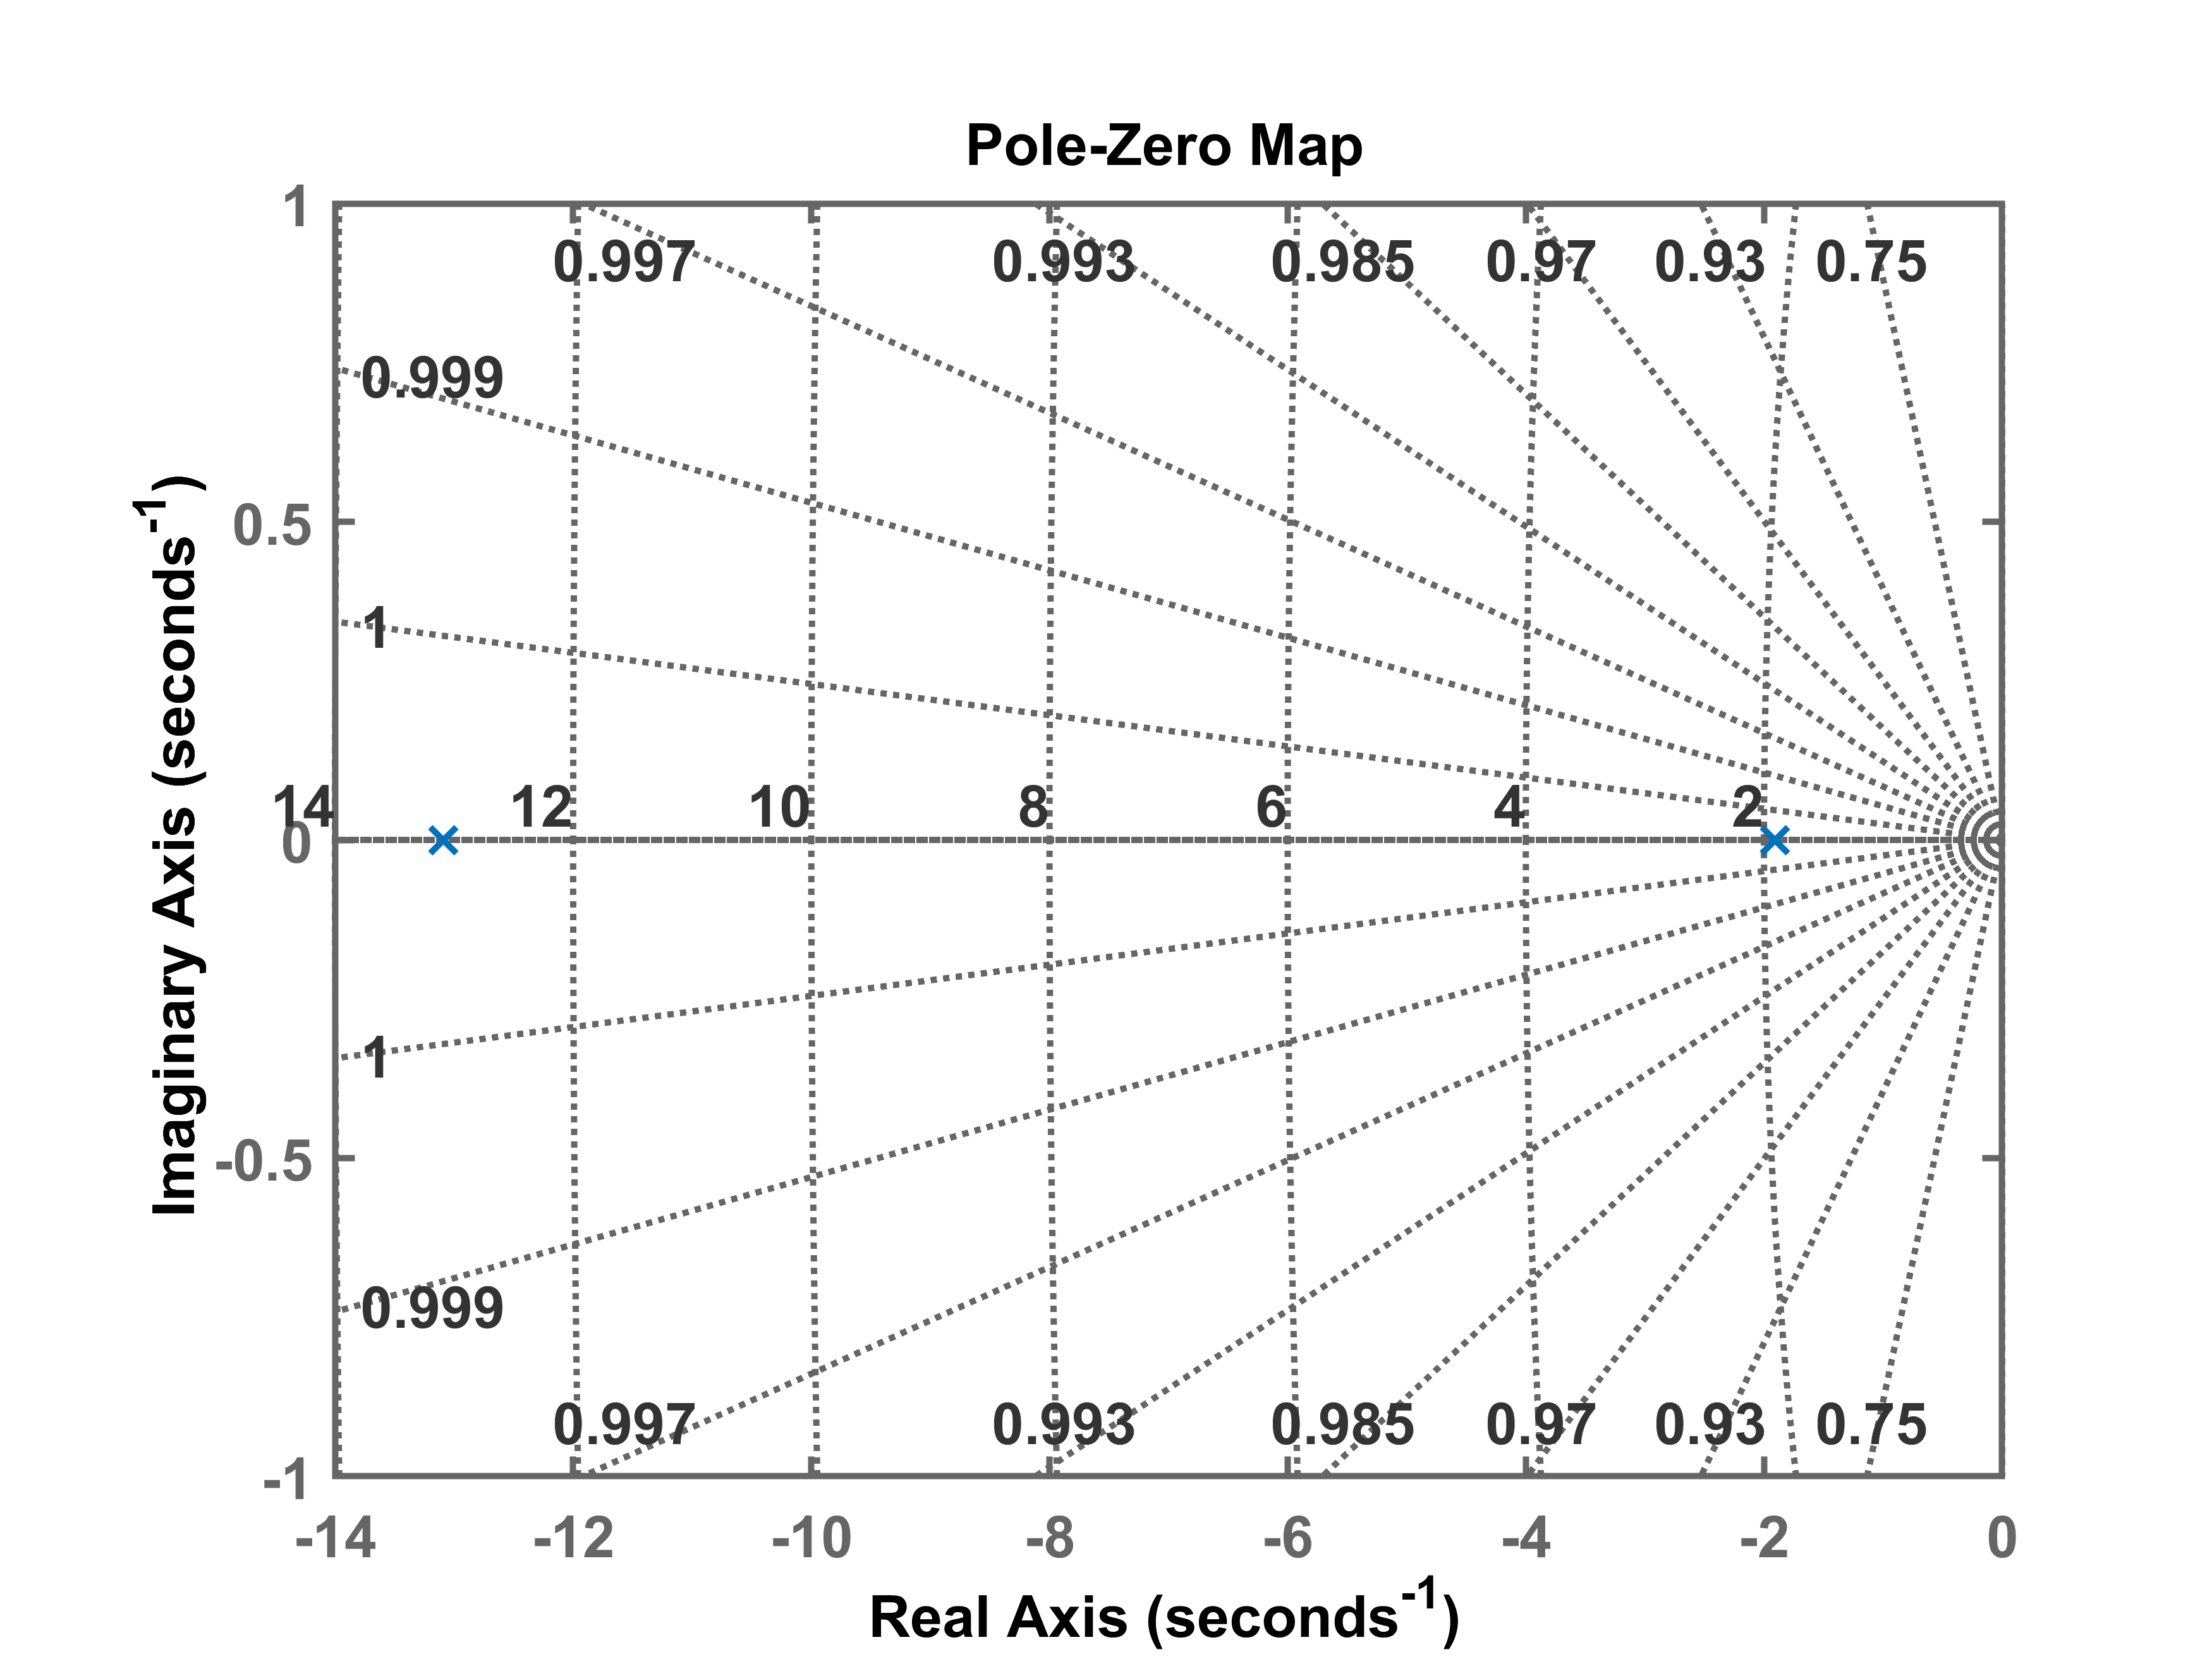 Pole-Zero Map
1
0.997 0.993 0.985 0.97 0.93 0.75
0.999
0.5
1
14 12 10 8 6 4 2
0
1
-0.5
0.999
0.997 0.993 0.985 0.97 0.93 0.75
-1
-14 -12 -10 -8 -6 -4 -2 0
Real Axis (seconds⁻¹)
Imaginary Axis (seconds⁻¹)